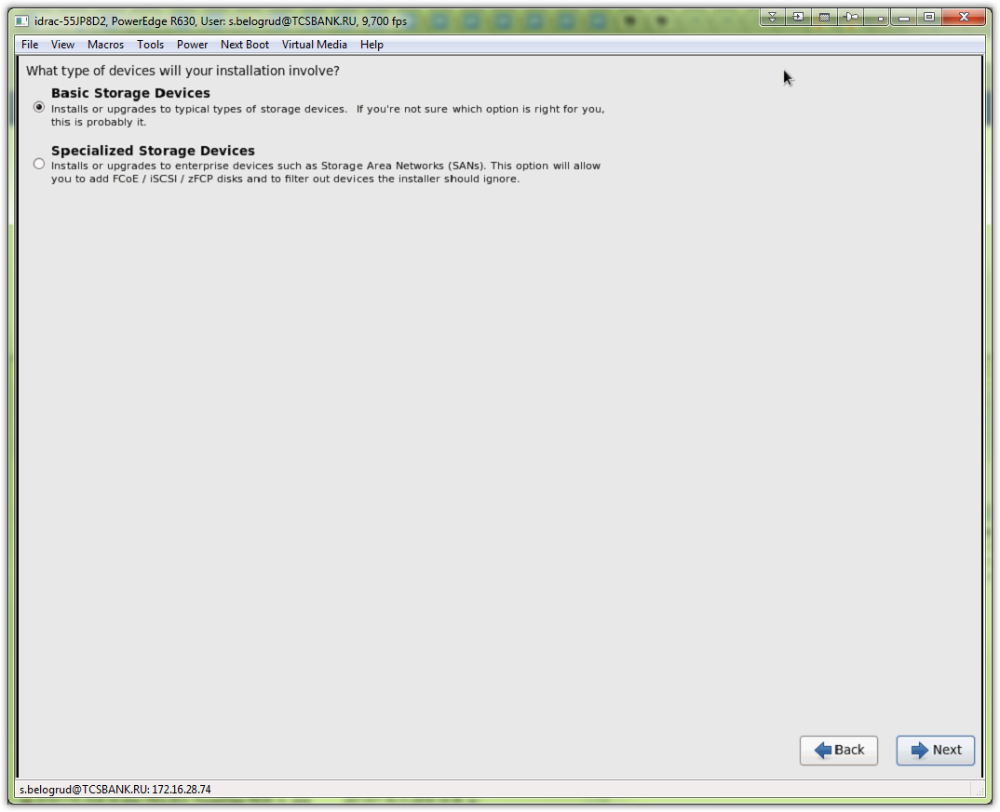 idrac-55JP8D2, PowerEdge R630, User: s.belogrud@TCSBANK.RU, 9,700 fps
File View Macros Tools Power Next Boot Virtual Media Help
What type of devices will your installation involve?
Basic Storage Devices
Installs or upgrades to typical types of storage devices.  If you're not sure which option is right for you,
this is probably it.
Specialized Storage Devices
Installs or upgrades to enterprise devices such as Storage Area Networks (SANs). This option will allow
you to add FCoE / iSCSI / zFCP disks and to filter out devices the installer should ignore.
Back Next
s.belogrud@TCSBANK.RU: 172.16.28.74